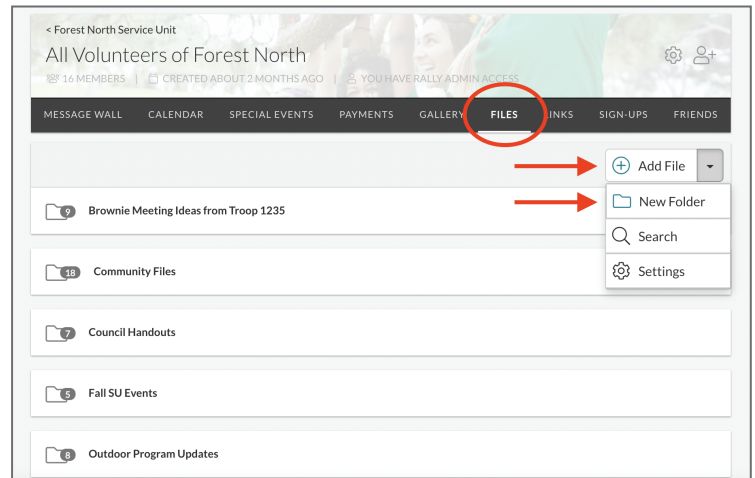 < Forest North Service Unit
All Volunteers of Forest North
16 MEMBERS | CREATED ABOUT 2 MONTHS AGO | YOU HAVE RALLY ADMIN ACCESS
MESSAGE WALL CALENDAR SPECIAL EVENTS PAYMENTS GALLERY FILES LINKS SIGN-UPS FRIENDS
Add File
9 Brownie Meeting Ideas from Troop 1235
New Folder
Search
18 Community Files
Settings
7 Council Handouts
5 Fall SU Events
8 Outdoor Program Updates